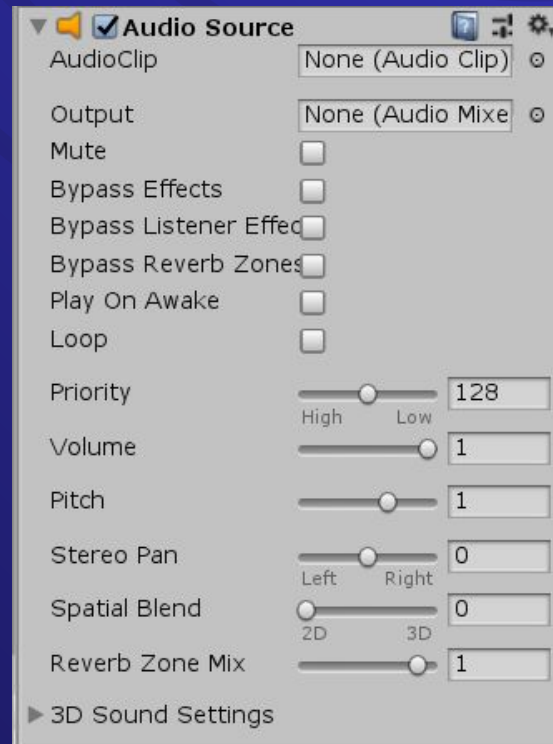 Audio Source
AudioClip None (Audio Clip)
Output None (Audio Mixe
Mute
Bypass Effects
Bypass Listener Effec
Bypass Reverb Zones
Play On Awake
Loop
Priority 128
High Low
Volume 1
Pitch 1
Stereo Pan 0
Left Right
Spatial Blend 0
2D 3D
Reverb Zone Mix 1
3D Sound Settings